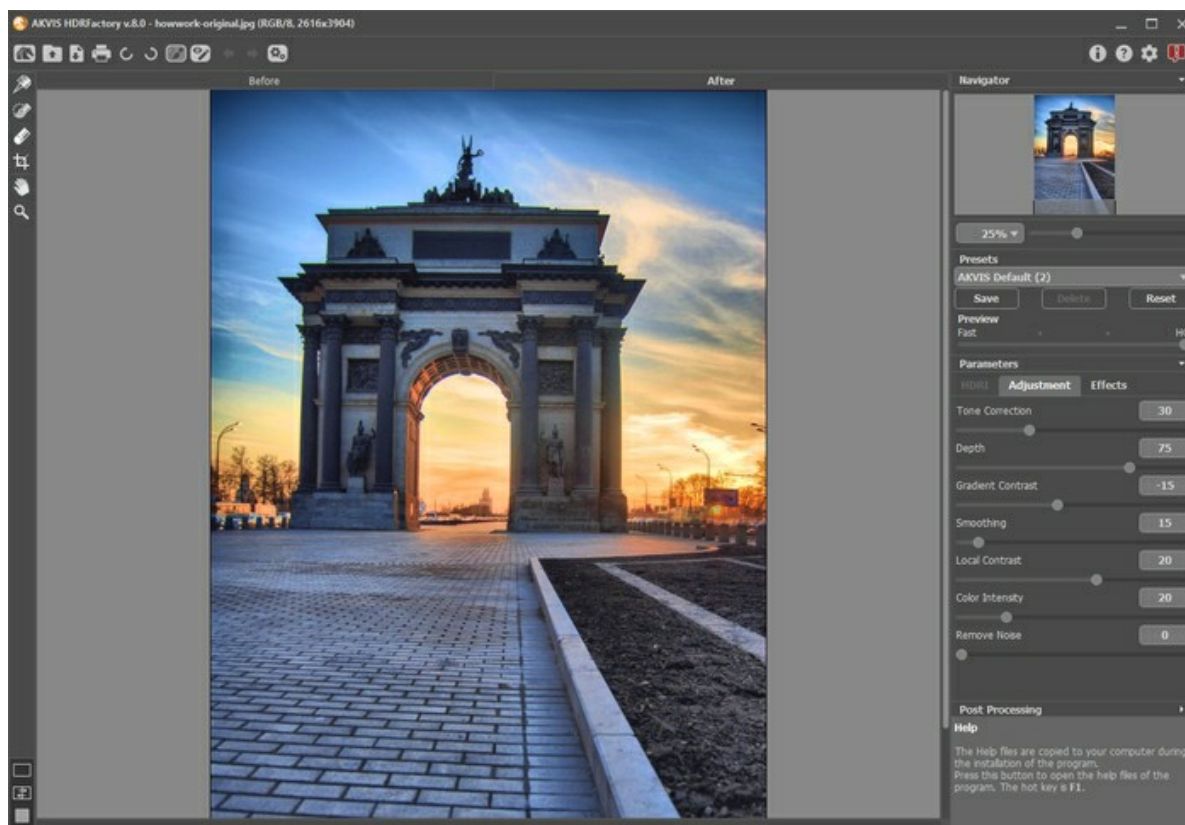 AKVIS HDRFactory v.8.0 - howwork-original.jpg (RGB/8, 2616x3904)
Before
After
Navigator
25%
Presets
AKVIS Default (2)
Save
Delete
Reset
Preview
Fast
Parameters
HDRI
Adjustment
Effects
Tone Correction
30
Depth
75
Gradient Contrast
-15
Smoothing
15
Local Contrast
20
Color Intensity
20
Remove Noise
0
Post Processing
Help
The Help files are copied to your computer during
the installation of the program.
Press this button to open the help files of the
program. The hot key is F1.